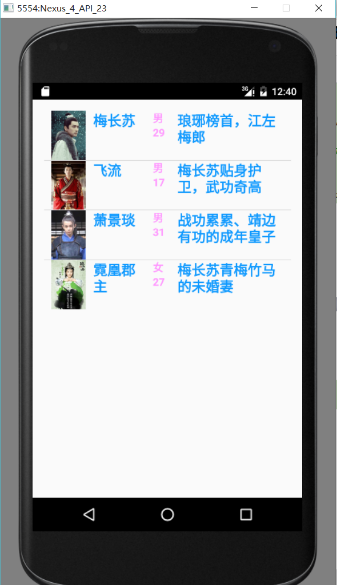 5554:Nexus_4_API_23
3G
12:40
梅长苏
男
29
琅琊榜首，江左
梅郎
飞流
男
17
梅长苏贴身护
卫，武功奇高
萧景琰
男
31
战功累累、靖边
有功的成年皇子
霓凰郡
主
女
27
梅长苏青梅竹马
的未婚妻